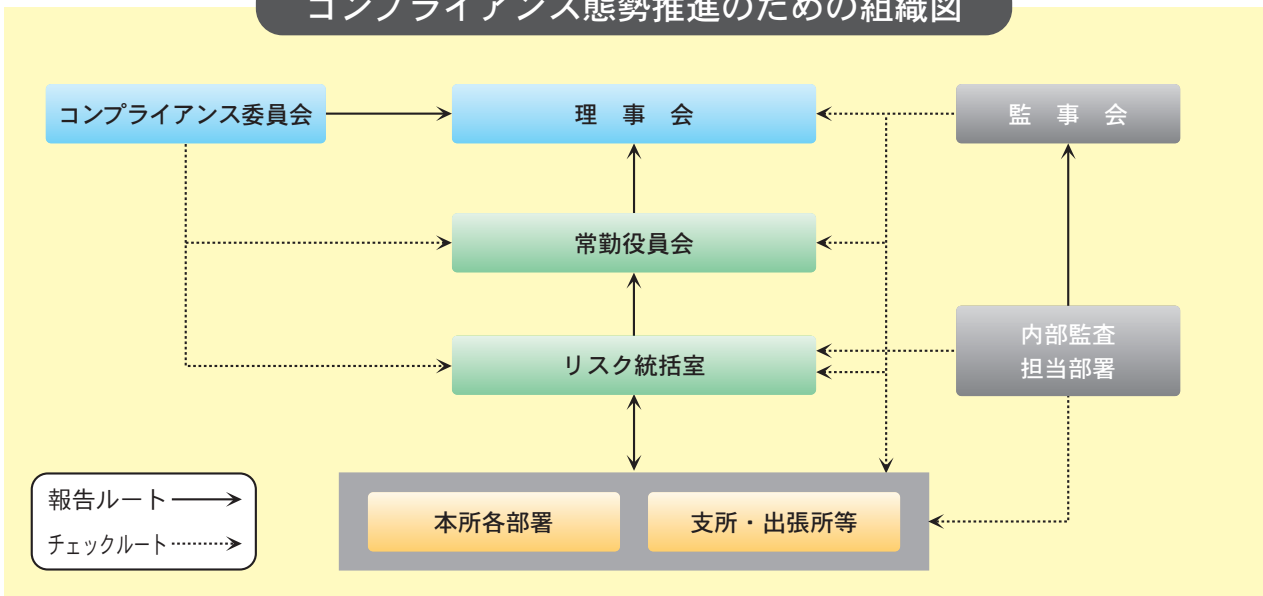 コンプライアンス態勢推進のための組織図
コンプライアンス委員会
理　事　会
監　事　会
常勤役員会
リスク統括室
内部監査
担当部署
本所各部署
支所・出張所等
報告ルート
チェックルート